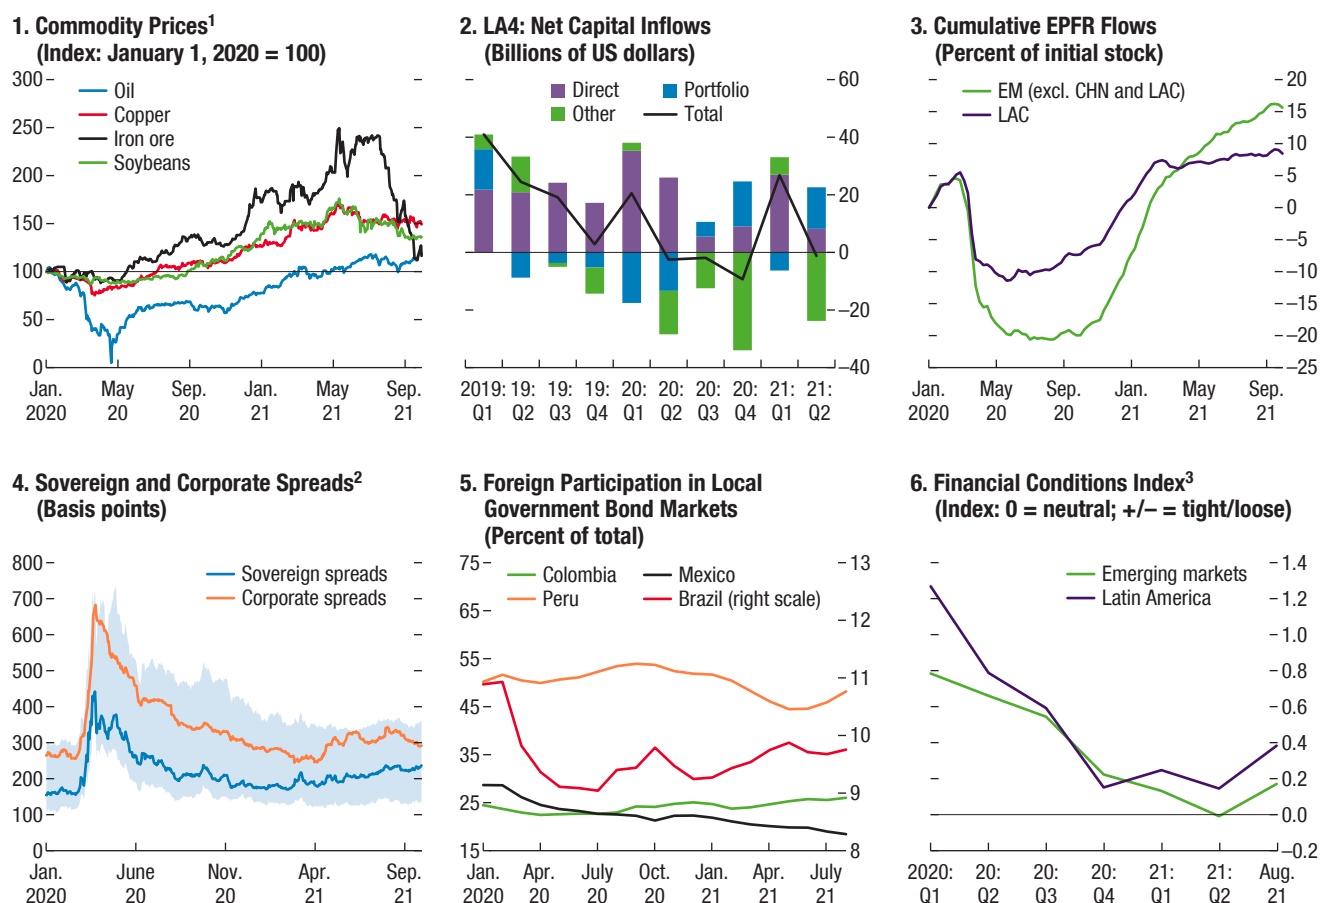 1. Commodity Prices1
(Index: January 1, 2020 = 100)
300
250
200
150
100
50
0
Oil
Copper
Iron ore
Soybeans
Jan. May Sep. Jan. May Sep.
2020 20 20 21 21 21
2. LA4: Net Capital Inflows
(Billions of US dollars)
Direct Portfolio
Other Total
60
40
20
0
–20
–40
2019: 19: 19: 19: 20: 20: 20: 20: 21: 21:
Q1 Q2 Q3 Q4 Q1 Q2 Q3 Q4 Q1 Q2
3. Cumulative EPFR Flows
(Percent of initial stock)
EM (excl. CHN and LAC)
LAC
20
15
10
5
0
–5
–10
–15
–20
–25
Jan. May Sep. Jan. May Sep.
2020 20 20 21 21 21
4. Sovereign and Corporate Spreads2
(Basis points)
800
700
600
500
400
300
200
100
0
Sovereign spreads
Corporate spreads
Jan. June Nov. Apr. Sep.
2020 20 20 21 21
5. Foreign Participation in Local
Government Bond Markets
(Percent of total)
75
65
55
45
35
25
15
Colombia Mexico
Peru Brazil (right scale)
13
12
11
10
9
8
Jan. Apr. July Oct. Jan. Apr. July
2020 20 20 20 21 21 21
6. Financial Conditions Index3
(Index: 0 = neutral; +/– = tight/loose)
Emerging markets
Latin America
1.4
1.2
1.0
0.8
0.6
0.4
0.2
0.0
–0.2
2020: 20: 20: 20: 21: 21: Aug.
Q1 Q2 Q3 Q4 Q1 Q2 21